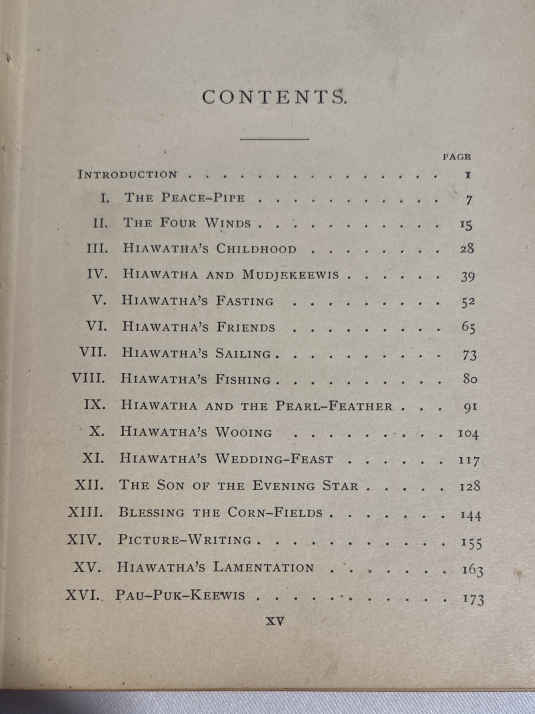 CONTENTS.
PAGE
INTRODUCTION . . . . . . . . . . . . . . . 1
I. THE PEACE-PIPE . . . . . . . . . . . 7
II. THE FOUR WINDS . . . . . . . . . . . 15
III. HIAWATHA'S CHILDHOOD . . . . . . . . 28
IV. HIAWATHA AND MUDJEKEEWIS . . . . . . 39
V. HIAWATHA'S FASTING . . . . . . . . . 52
VI. HIAWATHA'S FRIENDS . . . . . . . . . 65
VII. HIAWATHA'S SAILING . . . . . . . . . . 73
VIII. HIAWATHA'S FISHING . . . . . . . . . . 80
IX. HIAWATHA AND THE PEARL-FEATHER . . . 91
X. HIAWATHA'S WOOING . . . . . . . . . 104
XI. HIAWATHA'S WEDDING-FEAST . . . . . . 117
XII. THE SON OF THE EVENING STAR . . . . . 128
XIII. BLESSING THE CORN-FIELDS . . . . . . . 144
XIV. PICTURE-WRITING . . . . . . . . . . . 155
XV. HIAWATHA'S LAMENTATION . . . . . . . 163
XVI. PAU-PUK-KEEWIS . . . . . . . . . . . 173
XV